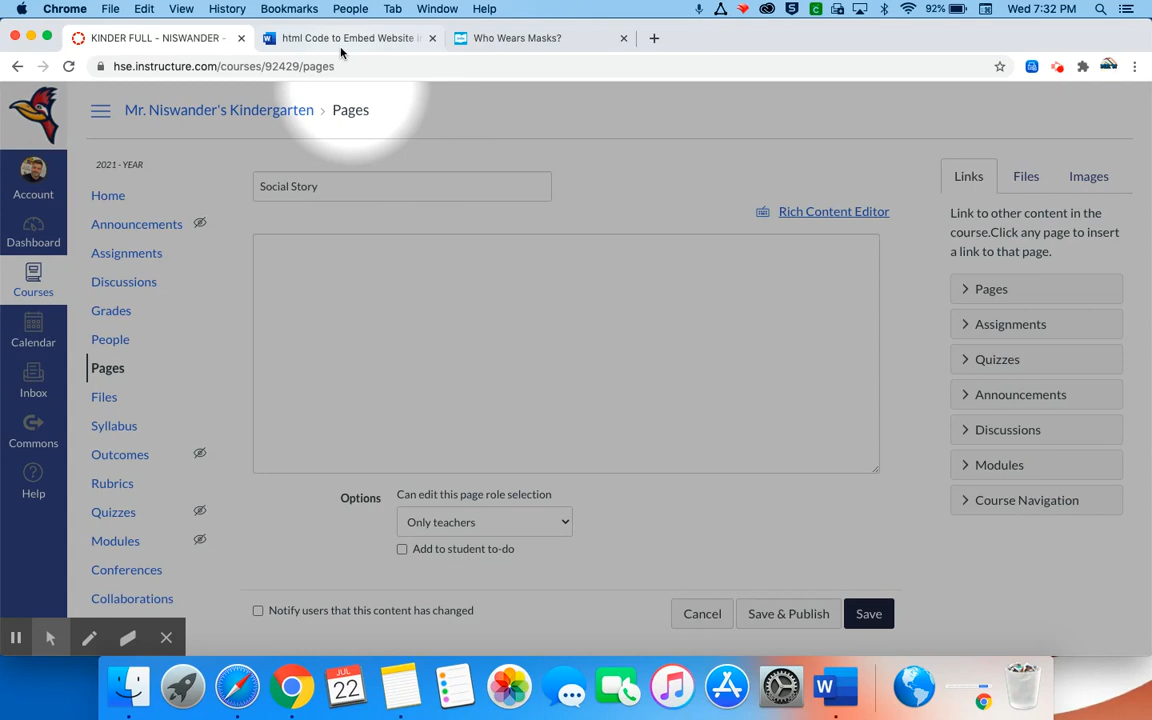 Chrome File Edit View History Bookmarks People Tab Window Help 92% Wed 7:32 PM
KINDER FULL - NISWANDER - html Code to Embed Website i Who Wears Masks?
hse.instructure.com/courses/92429/pages
Mr. Niswander's Kindergarten > Pages
2021 - YEAR
Account
Dashboard
Courses
Calendar
Inbox
Commons
Help
Home
Announcements
Assignments
Discussions
Grades
People
Pages
Files
Syllabus
Outcomes
Rubrics
Quizzes
Modules
Conferences
Collaborations
Social Story
Rich Content Editor
Options
Can edit this page role selection
Only teachers
Add to student to-do
Notify users that this content has changed
Cancel Save & Publish Save
Links Files Images
Link to other content in the
course.Click any page to insert
a link to that page.
Pages
Assignments
Quizzes
Announcements
Discussions
Modules
Course Navigation
JUL
22
W